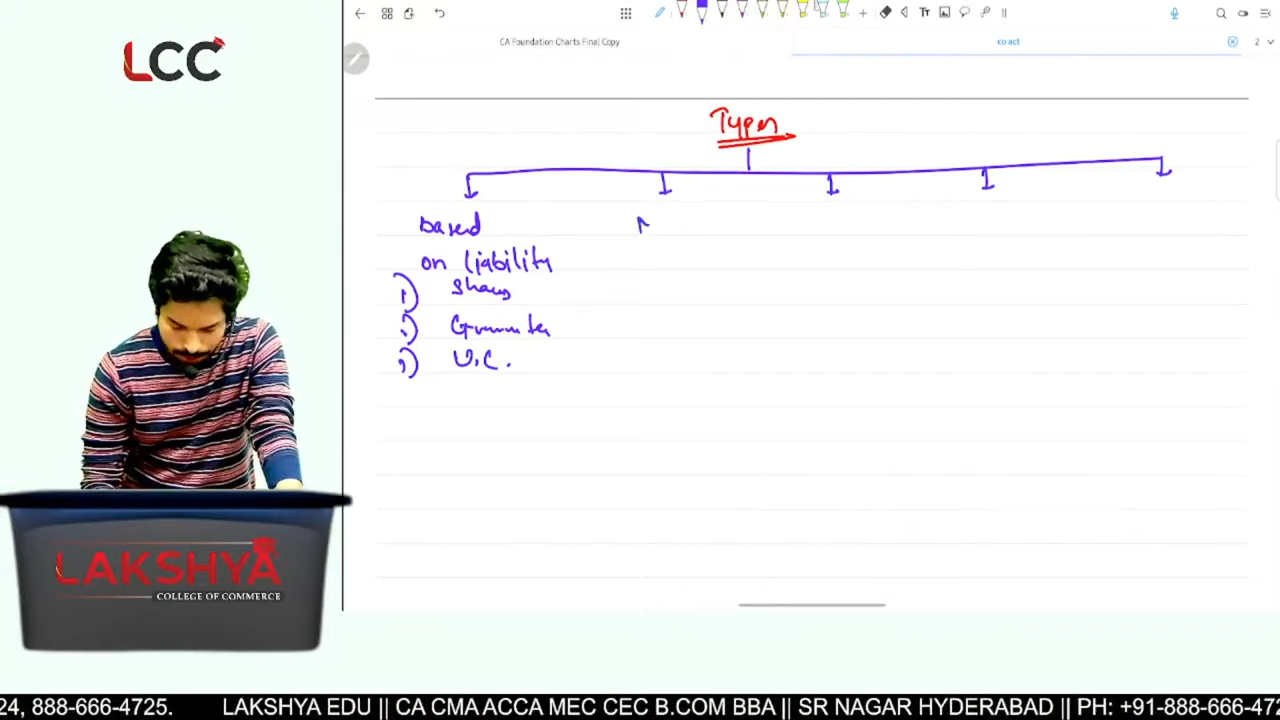 LCC
CA Foundation Charts Final Copy
co act
2
Tt
Types
based
on liability
1) Shares
2)
3) U.C.
LAKSHYA
COLLEGE OF COMMERCE
24, 888-666-4725. LAKSHYA EDU || CA CMA ACCA MEC CEC B.COM BBA || SR NAGAR HYDERABAD || PH: +91-888-666-472